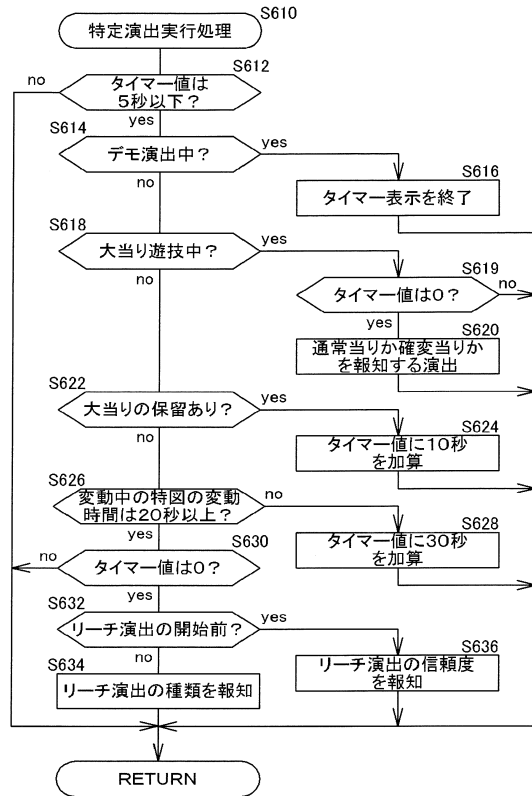 特定演出実行処理
S610
S612
no
タイマー値は
5秒以下？
yes
S614
デモ演出中？
yes
no
S616
タイマー表示を終了
S618
大当り遊技中？
yes
no
S619
タイマー値は0？
no
yes
S620
通常当りか確変当りか
を報知する演出
S622
大当りの保留あり？
yes
no
S624
タイマー値に10秒
を加算
S626
変動中の特図の変動
時間は20秒以上？
no
yes
S628
タイマー値に30秒
を加算
S630
no
タイマー値は0？
yes
S632
リーチ演出の開始前？
yes
no
S634
リーチ演出の種類を報知
S636
リーチ演出の信頼度
を報知
RETURN